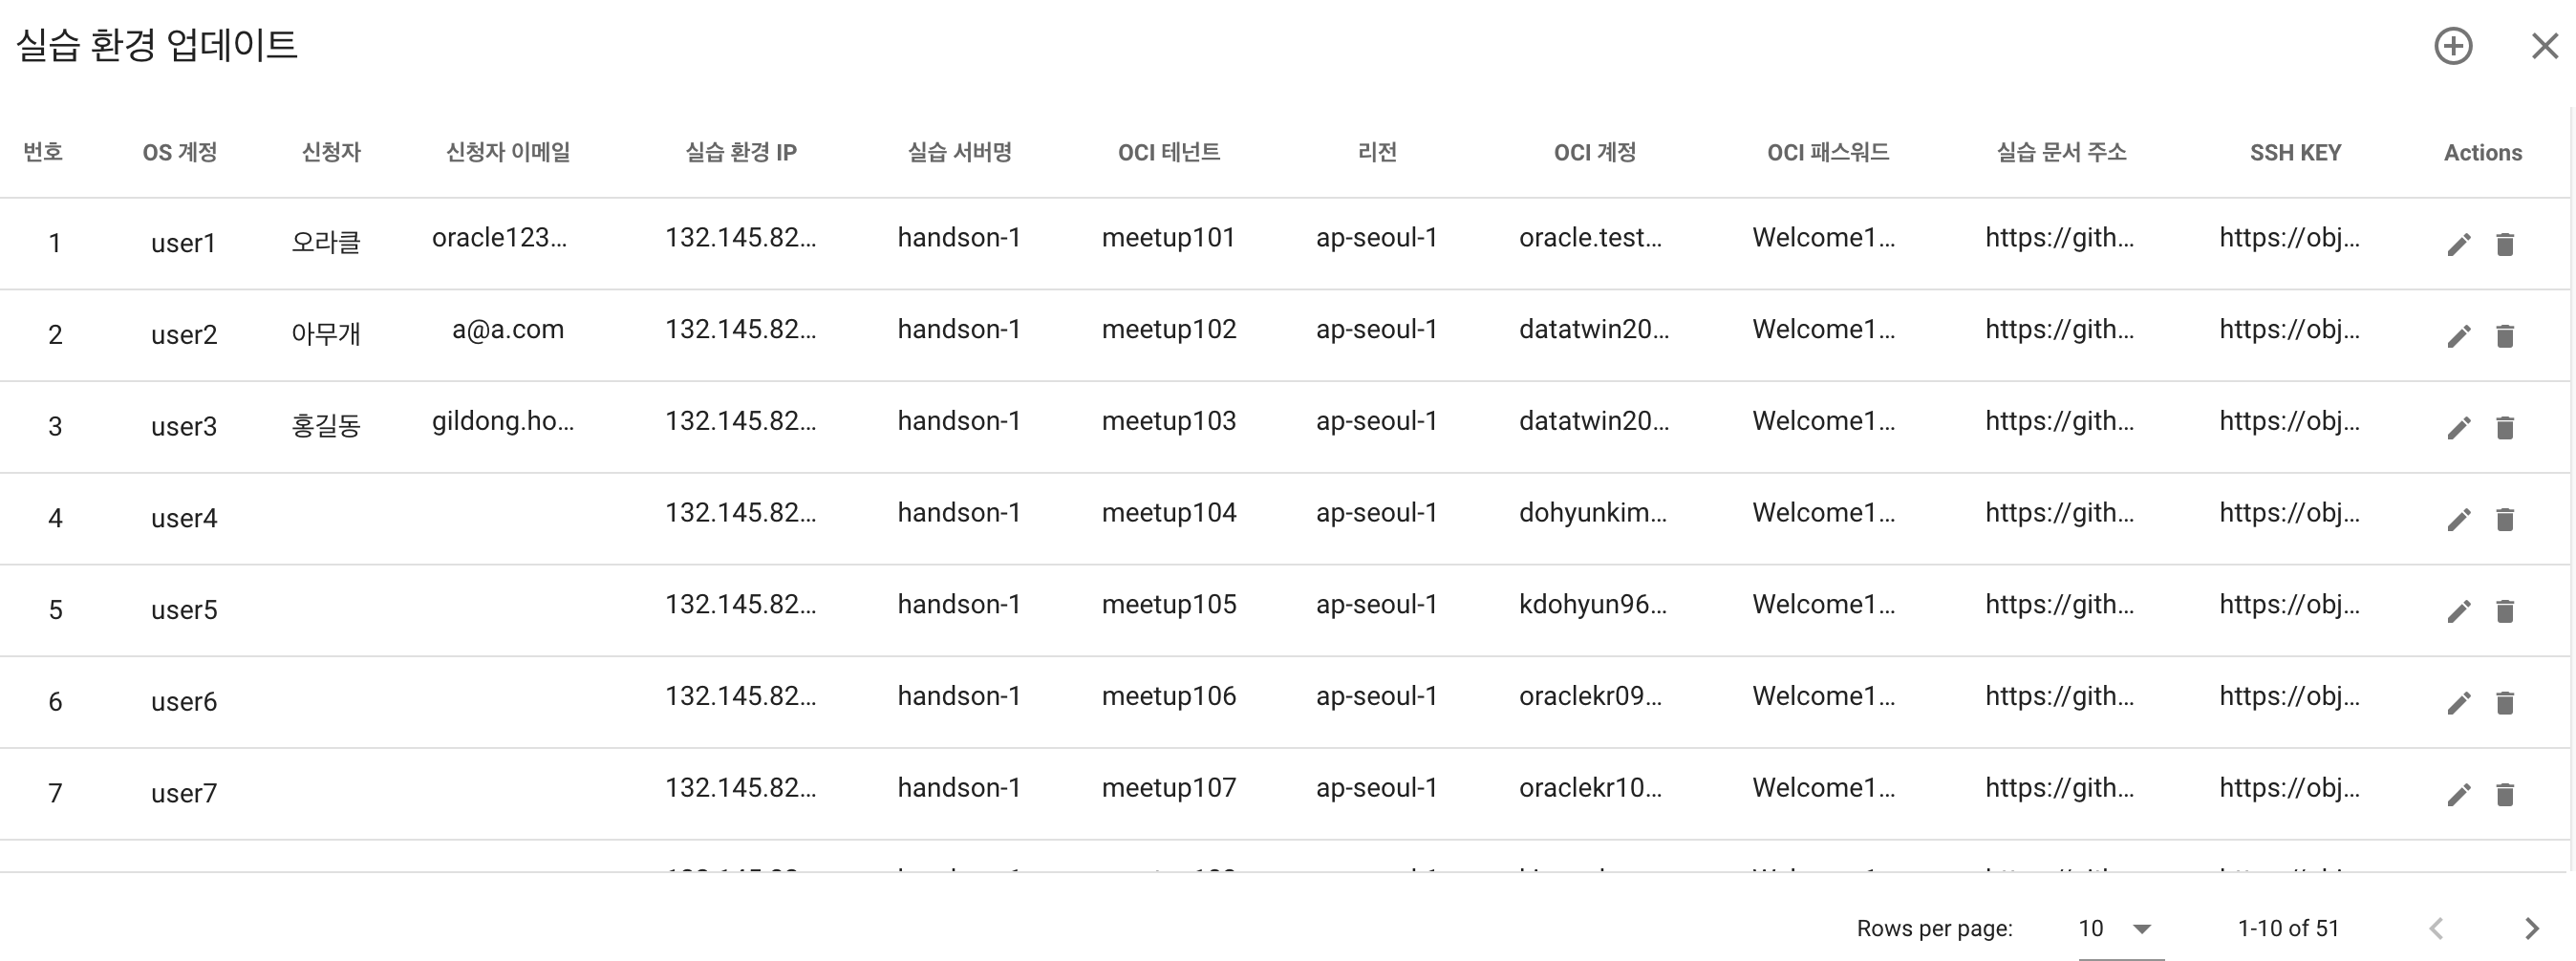 실습 환경 업데이트
번호 OS 계정 신청자 신청자 이메일 실습 환경 IP 실습 서버명 OCI 테넌트 리전 OCI 계정 OCI 패스워드 실습 문서 주소 SSH KEY Actions
1 user1 오라클 oracle123... 132.145.82... handson-1 meetup101 ap-seoul-1 oracle.test... Welcome1... https://gith... https://obj...
2 user2 아무개 a@a.com 132.145.82... handson-1 meetup102 ap-seoul-1 datatwin20... Welcome1... https://gith... https://obj...
3 user3 홍길동 gildong.ho... 132.145.82... handson-1 meetup103 ap-seoul-1 datatwin20... Welcome1... https://gith... https://obj...
4 user4 132.145.82... handson-1 meetup104 ap-seoul-1 dohyunkim... Welcome1... https://gith... https://obj...
5 user5 132.145.82... handson-1 meetup105 ap-seoul-1 kdohyun96... Welcome1... https://gith... https://obj...
6 user6 132.145.82... handson-1 meetup106 ap-seoul-1 oraclekr09... Welcome1... https://gith... https://obj...
7 user7 132.145.82... handson-1 meetup107 ap-seoul-1 oraclekr10... Welcome1... https://gith... https://obj...
Rows per page: 10 1-10 of 51